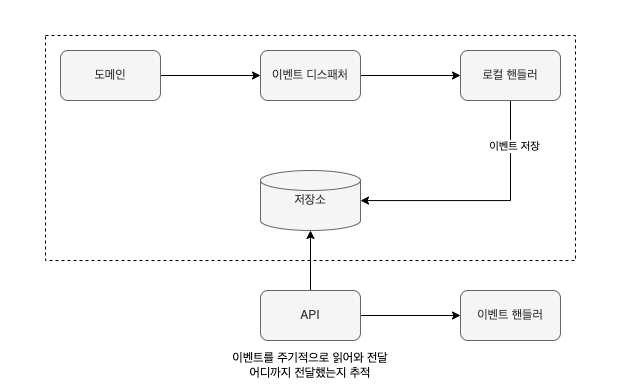 도메인
이벤트 디스패처
로컬 핸들러
이벤트 저장
저장소
API
이벤트 핸들러
이벤트를 주기적으로 읽어와 전달
어디까지 전달했는지 추적